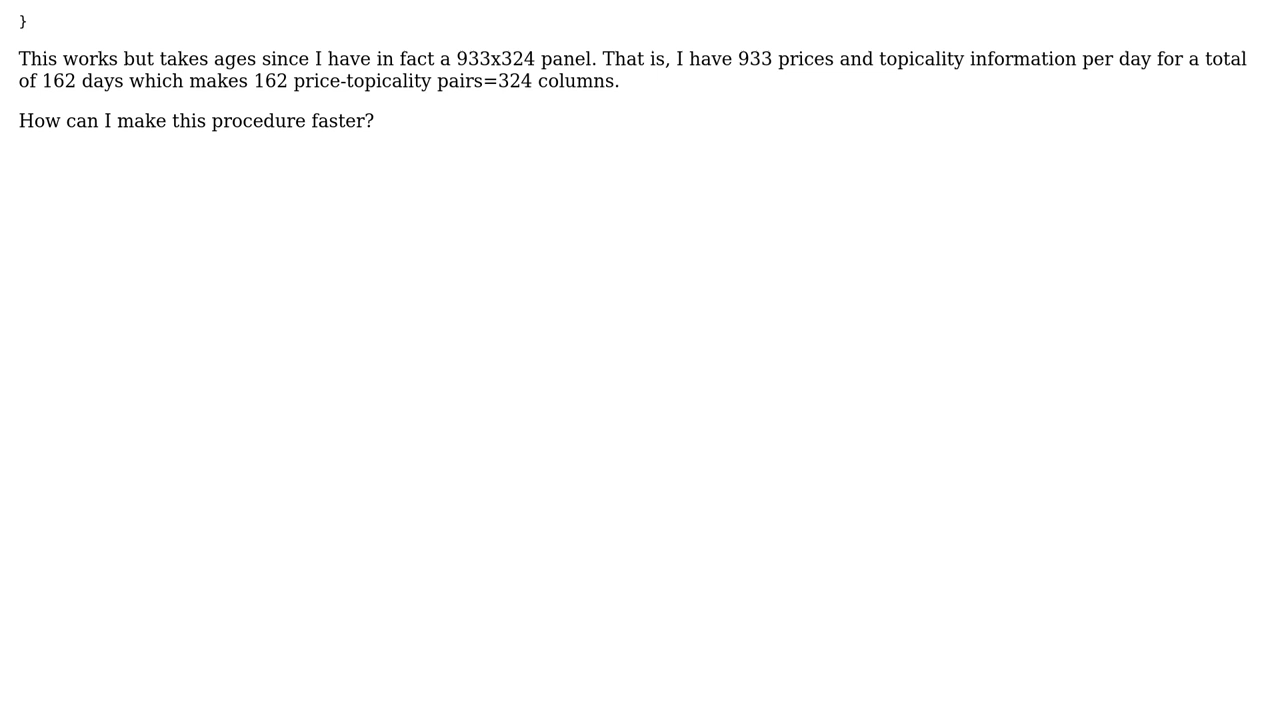 }
This works but takes ages since I have in fact a 933x324 panel. That is, I have 933 prices and topicality information per day for a total
of 162 days which makes 162 price-topicality pairs=324 columns.
How can I make this procedure faster?